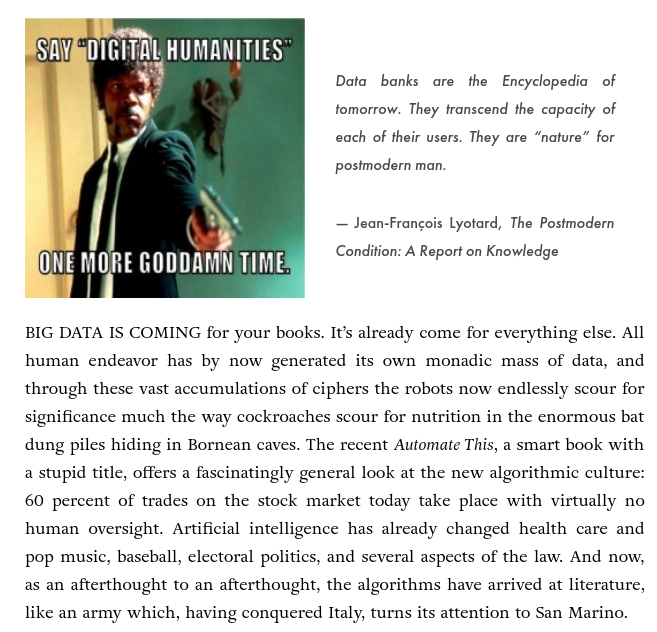 SAY “DIGITAL HUMANITIES”
ONE MORE GODDAMN TIME.
Data banks are the Encyclopedia of
tomorrow. They transcend the capacity of
each of their users. They are “nature” for
postmodern man.
— Jean-François Lyotard, The Postmodern
Condition: A Report on Knowledge
BIG DATA IS COMING for your books. It’s already come for everything else. All
human endeavor has by now generated its own monadic mass of data, and
through these vast accumulations of ciphers the robots now endlessly scour for
significance much the way cockroaches scour for nutrition in the enormous bat
dung piles hiding in Bornean caves. The recent Automate This, a smart book with
a stupid title, offers a fascinatingly general look at the new algorithmic culture:
60 percent of trades on the stock market today take place with virtually no
human oversight. Artificial intelligence has already changed health care and
pop music, baseball, electoral politics, and several aspects of the law. And now,
as an afterthought to an afterthought, the algorithms have arrived at literature,
like an army which, having conquered Italy, turns its attention to San Marino.